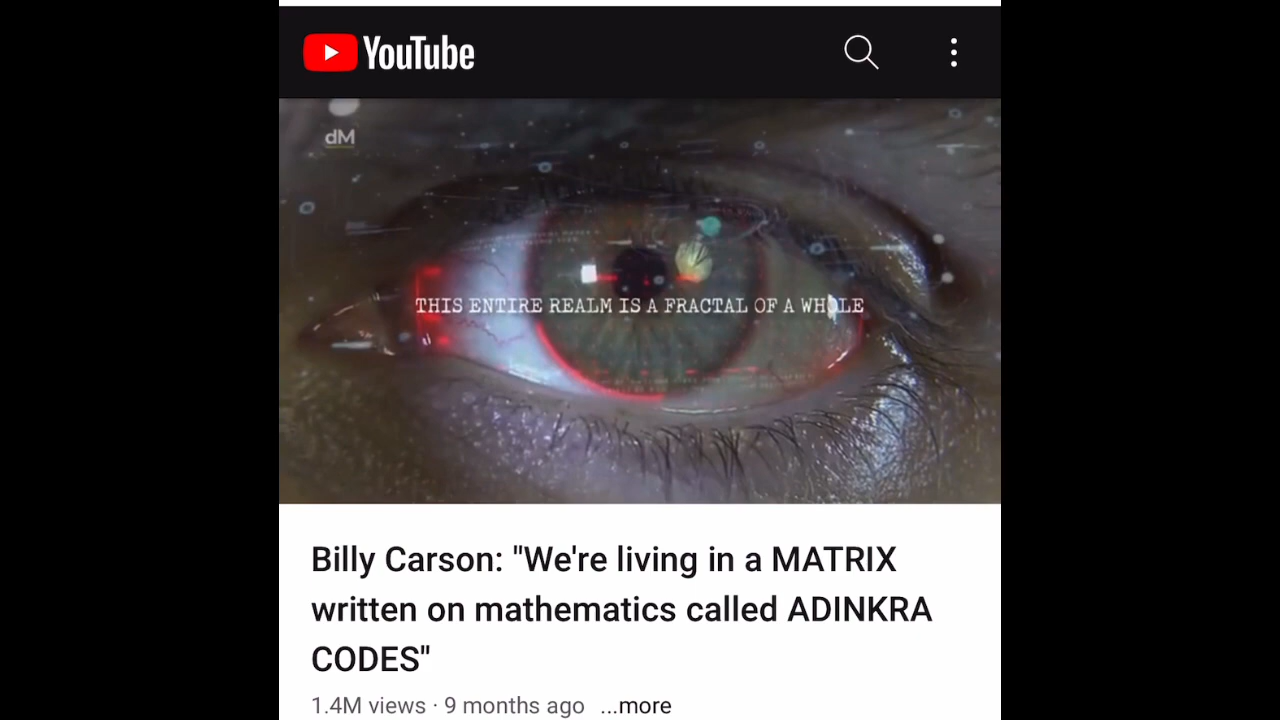 YouTube
dM
THIS ENTIRE REALM IS A FRACTAL OF A WHOLE
Billy Carson: "We're living in a MATRIX
written on mathematics called ADINKRA
CODES"
1.4M views · 9 months ago ...more